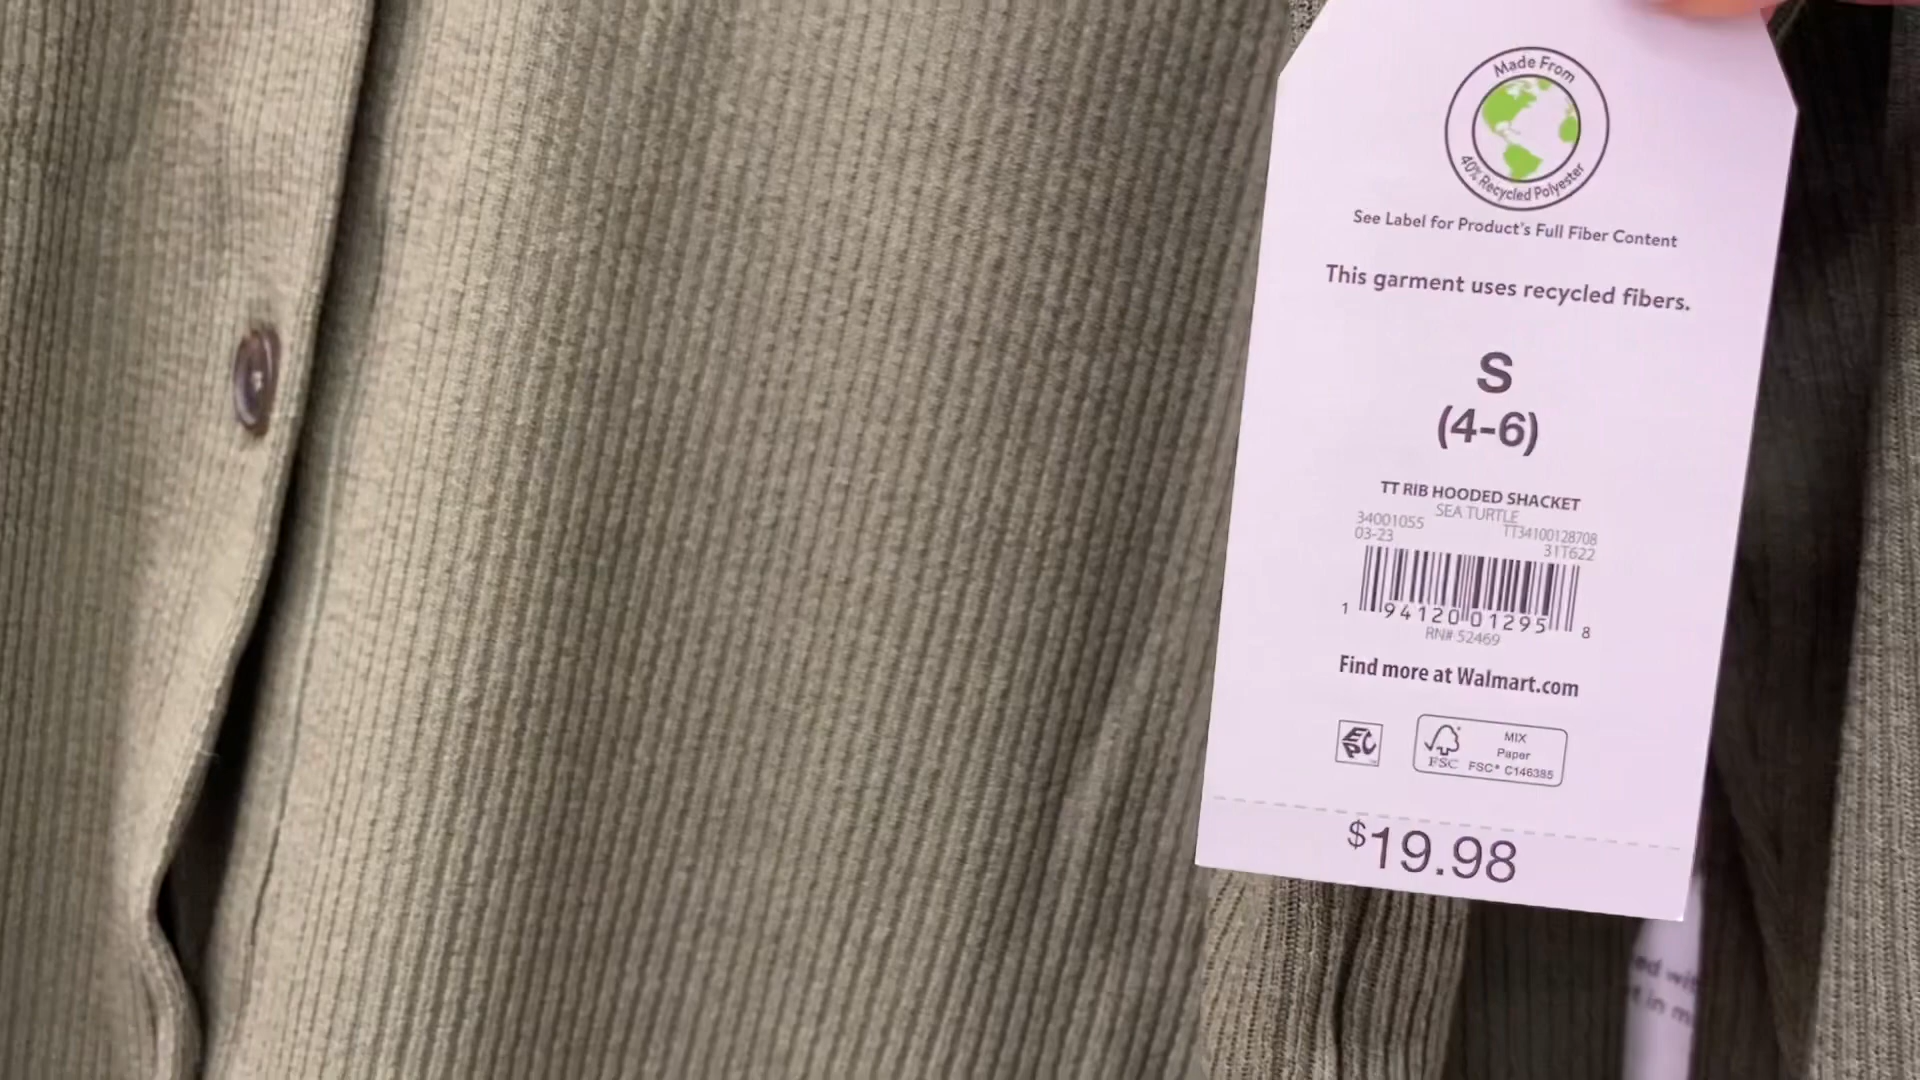 Made From
40% Recycled Polyester
See Label for Product's Full Fiber Content
This garment uses recycled fibers.
S
(4-6)
TT RIB HOODED SHACKET
SEA TURTLE
34001055 TT34100128708
03-23 31T622
1 94120 01295 8
RN# 52469
Find more at Walmart.com
EPC
FSC
MIX
Paper
FSC® C146385
$19.98
in